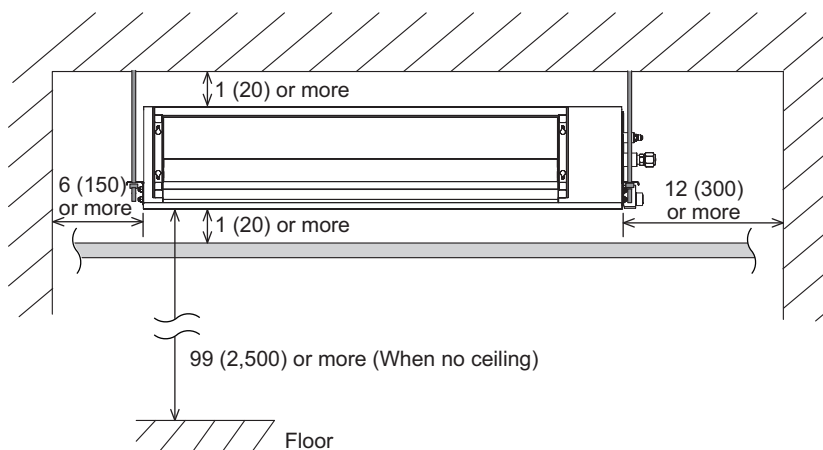 1 (20) or more
6 (150)
or more
12 (300)
or more
1 (20) or more
99 (2,500) or more (When no ceiling)
Floor